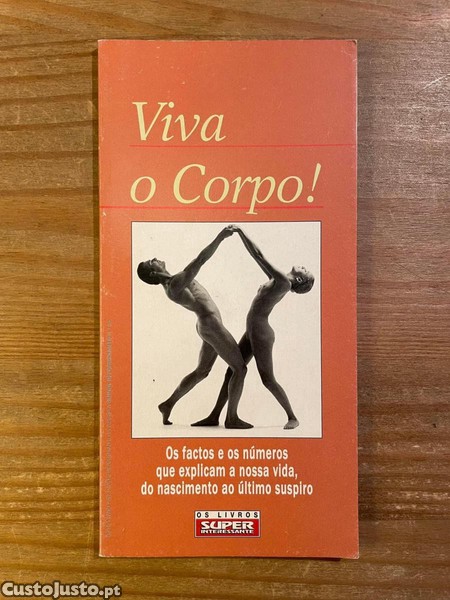 Viva
o Corpo!
Os factos e os números
que explicam a nossa vida,
do nascimento ao último suspiro
OS LIVROS
SUPER
INTERESSANTE
CustoJusto.pt